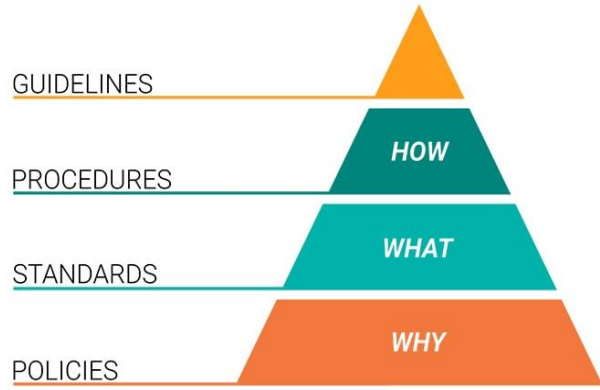 GUIDELINES
HOW
PROCEDURES
WHAT
STANDARDS
WHY
POLICIES